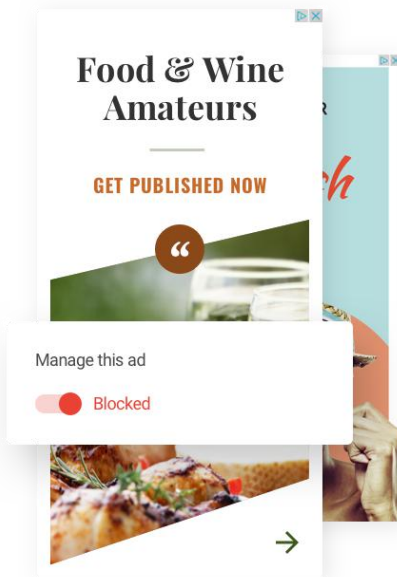 Food & Wine
Amateurs
GET PUBLISHED NOW
“
Manage this ad
Blocked
R
h